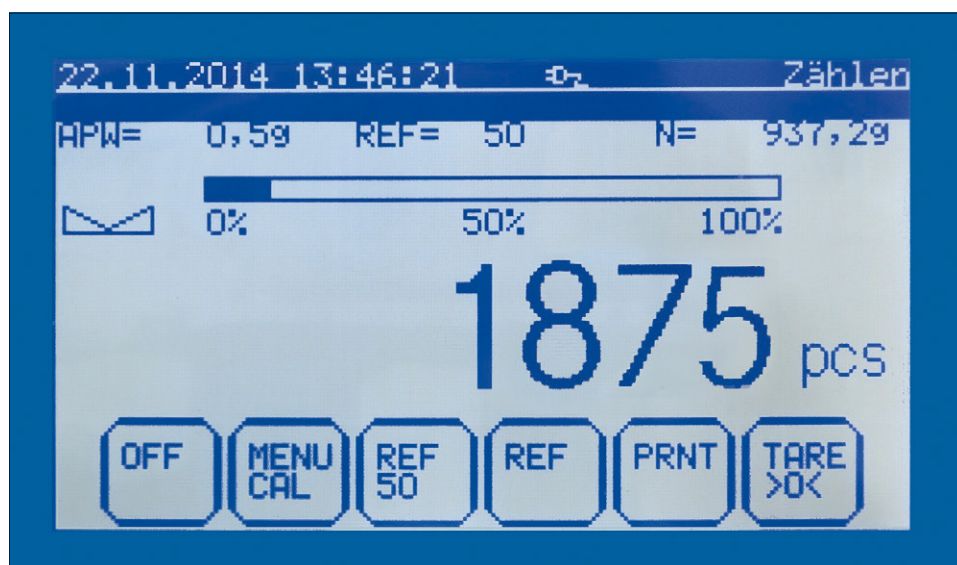 22.11.2014 13:46:21 Zählen
APW= 0,5g REF= 50 N= 937,2g
0% 50% 100%
1875 pcs
OFF MENU REF REF PRNT TARE
CAL 50 >0<